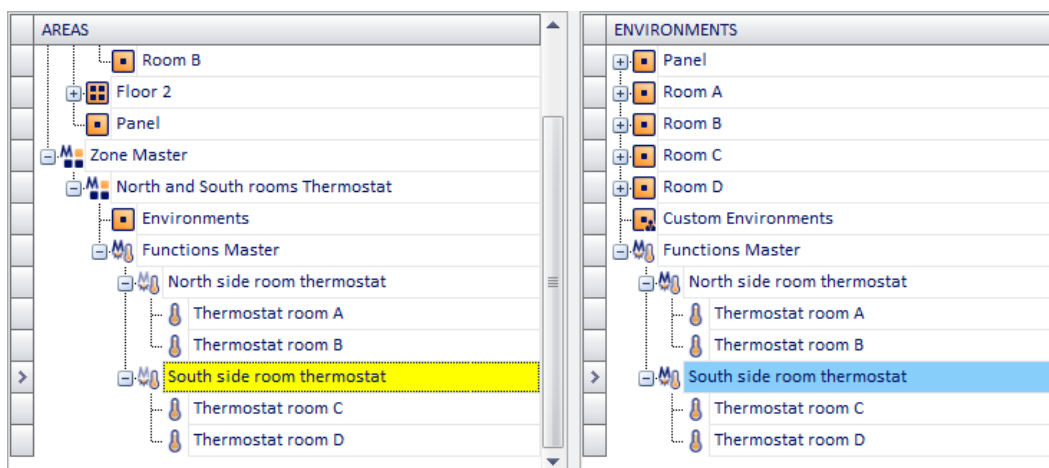 AREAS
Room B
Floor 2
Panel
Zone Master
North and South rooms Thermostat
Environments
Functions Master
North side room thermostat
Thermostat room A
Thermostat room B
South side room thermostat
Thermostat room C
Thermostat room D
ENVIRONMENTS
Panel
Room A
Room B
Room C
Room D
Custom Environments
Functions Master
North side room thermostat
Thermostat room A
Thermostat room B
South side room thermostat
Thermostat room C
Thermostat room D